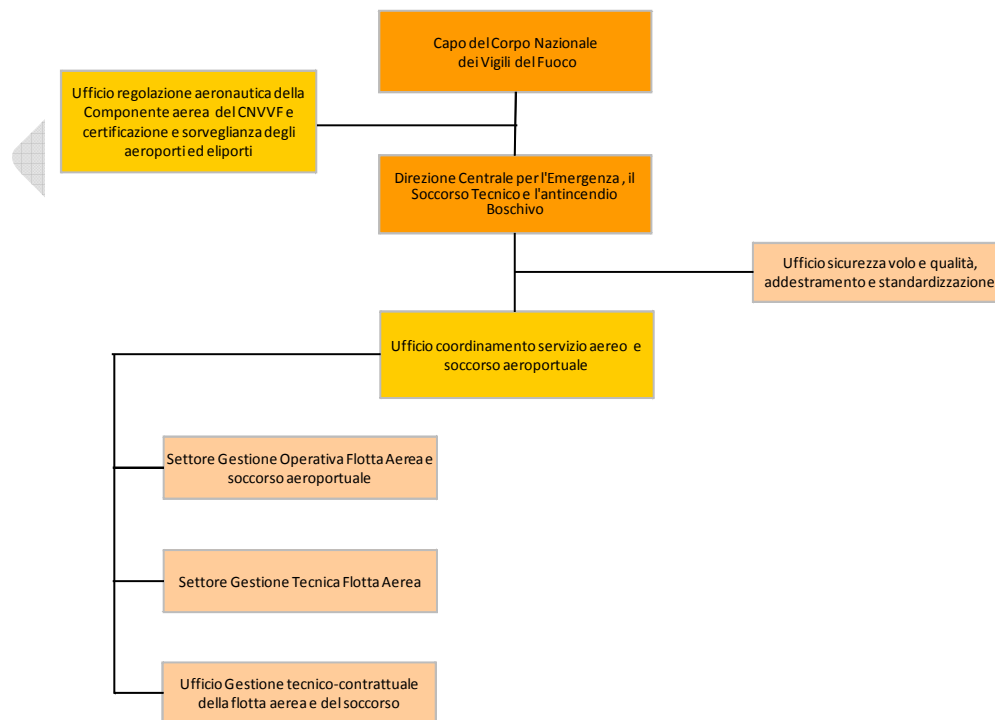 Capo del Corpo Nazionale
dei Vigili del Fuoco
Ufficio regolazione aeronautica della
Componente aerea del CNVVF e
certificazione e sorveglianza degli
aeroporti ed eliporti
Direzione Centrale per l'Emergenza , il
Soccorso Tecnico e l'antincendio
Boschivo
Ufficio sicurezza volo e qualità,
addestramento e standardizzazione
Ufficio coordinamento servizio aereo e
soccorso aeroportuale
Settore Gestione Operativa Flotta Aerea e
soccorso aeroportuale
Settore Gestione Tecnica Flotta Aerea
Ufficio Gestione tecnico-contrattuale
della flotta aerea e del soccorso